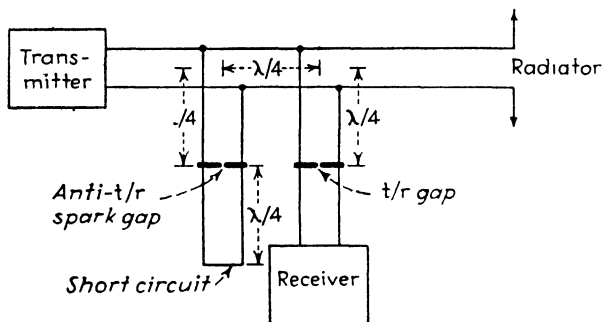 Trans-
mitter
Radiator
λ/4
./4
λ/4
Anti-t/r
spark gap
λ/4
t/r gap
Short circuit
Receiver